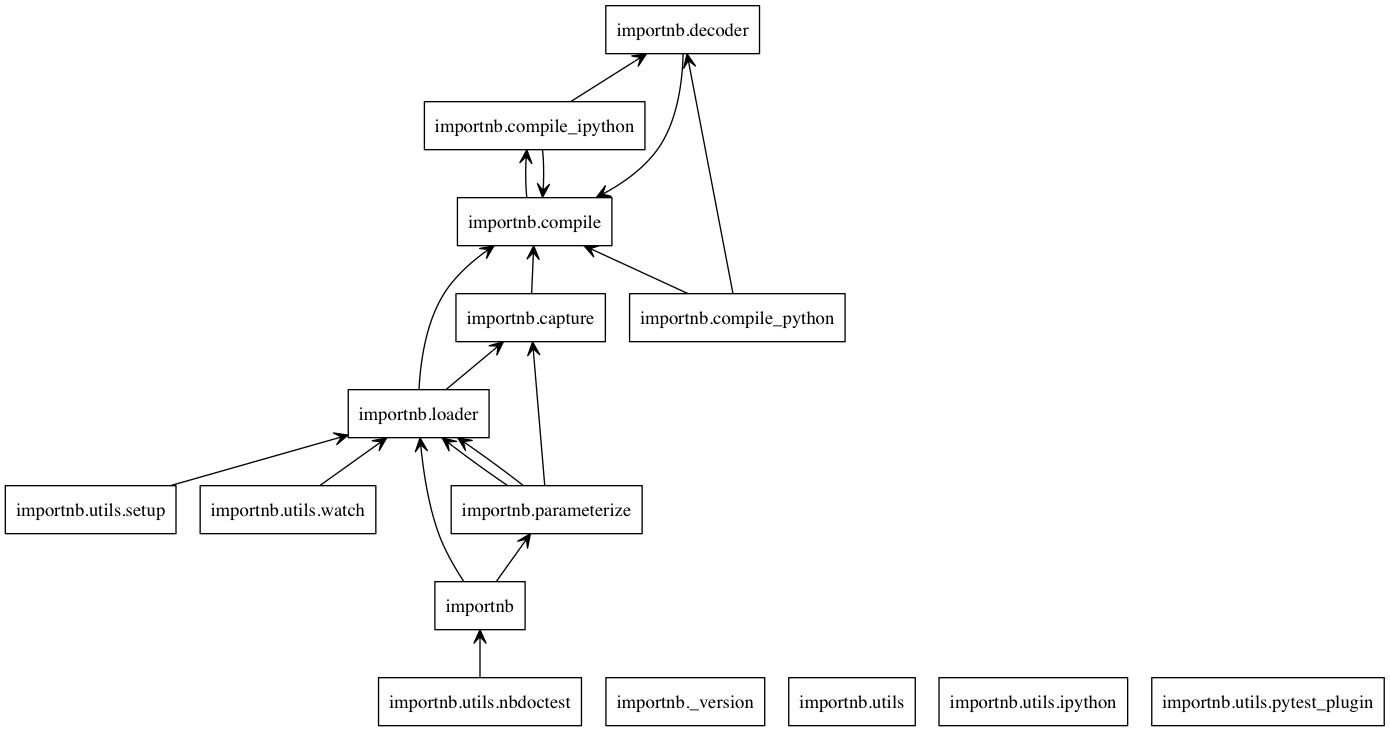 importnb.decoder
importnb.compile_ipython
importnb.compile
importnb.capture
importnb.compile_python
importnb.loader
importnb.utils.setup
importnb.utils.watch
importnb.parameterize
importnb
importnb.utils.nbdoctest
importnb._version
importnb.utils
importnb.utils.ipython
importnb.utils.pytest_plugin